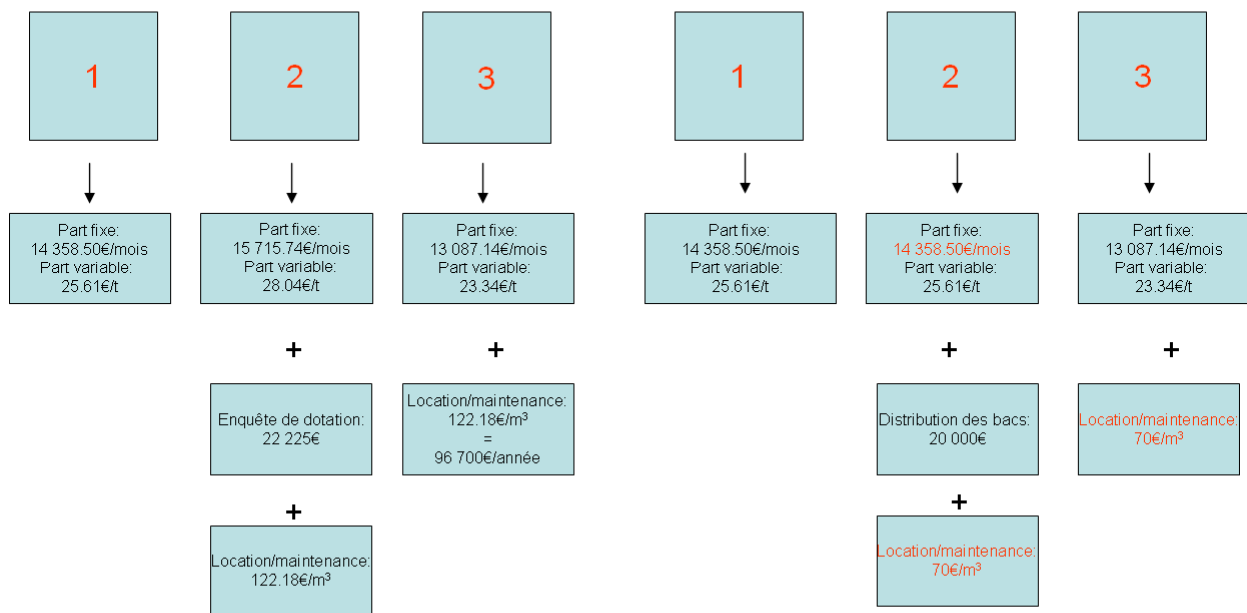 1
2
3
1
2
3
Part fixe:
14 358.50€/mois
Part variable:
25.61€/t
Part fixe:
15 715.74€/mois
Part variable:
28.04€/t
Part fixe:
13 087.14€/mois
Part variable:
23.34€/t
Part fixe:
14 358.50€/mois
Part variable:
25.61€/t
Part fixe:
14 358.50€/mois
Part variable:
25.61€/t
Part fixe:
13 087.14€/mois
Part variable:
23.34€/t
+
+
+
+
Enquête de dotation:
22 225€
Location/maintenance:
122.18€/m³
=
96 700€/année
Distribution des bacs:
20 000€
Location/maintenance:
70€/m³
+
+
Location/maintenance:
122.18€/m³
Location/maintenance:
70€/m³